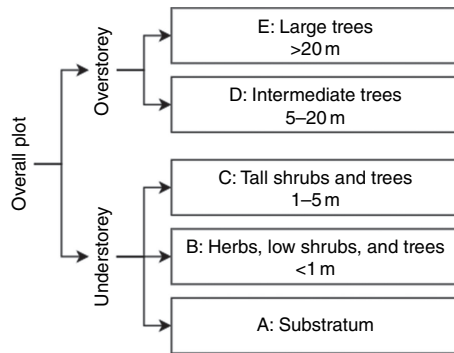 Overall plot
Overstorey
E: Large trees
>20 m
D: Intermediate trees
5–20 m
Understorey
C: Tall shrubs and trees
1–5 m
B: Herbs, low shrubs, and trees
<1 m
A: Substratum